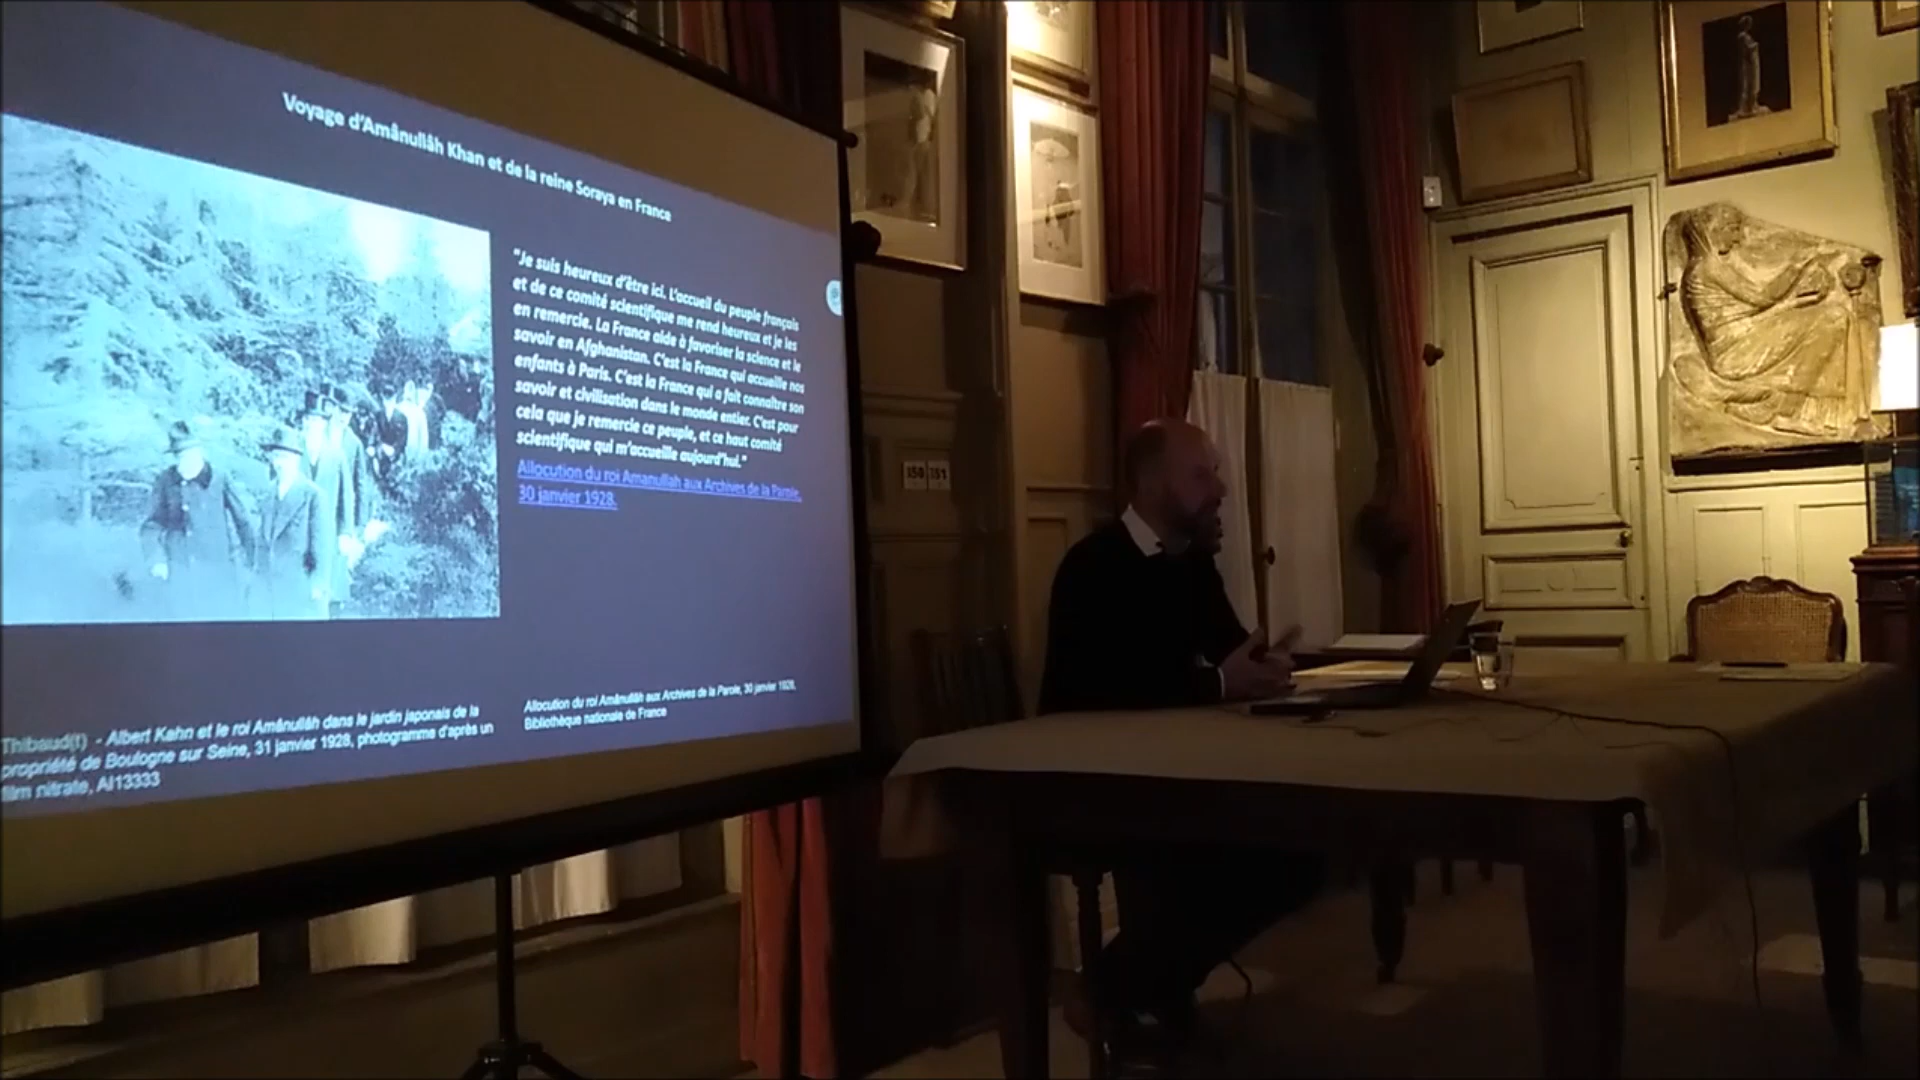 Voyage d'Amânullâh Khan et de la reine Soraya en France
"Je suis heureux d'être ici. L'accueil du peuple français
et de ce comité scientifique me rend heureux et je les
en remercie. La France aide à favoriser la science et le
savoir en Afghanistan. C'est la France qui accueille nos
enfants à Paris. C'est la France qui a fait connaître son
savoir et civilisation dans le monde entier. C'est pour
cela que je remercie ce peuple, et ce haut comité
scientifique qui m'accueille aujourd'hui."
Allocution du roi Amanullah aux Archives de la Parole,
30 janvier 1928.
Thibaud(t) - Albert Kahn et le roi Amânullâh dans le jardin japonais de la
propriété de Boulogne sur Seine, 31 janvier 1928, photogramme d'après un
film nitrate, AI13333
Allocution du roi Amânullâh aux Archives de la Parole, 30 janvier 1928,
Bibliothèque nationale de France
150 151